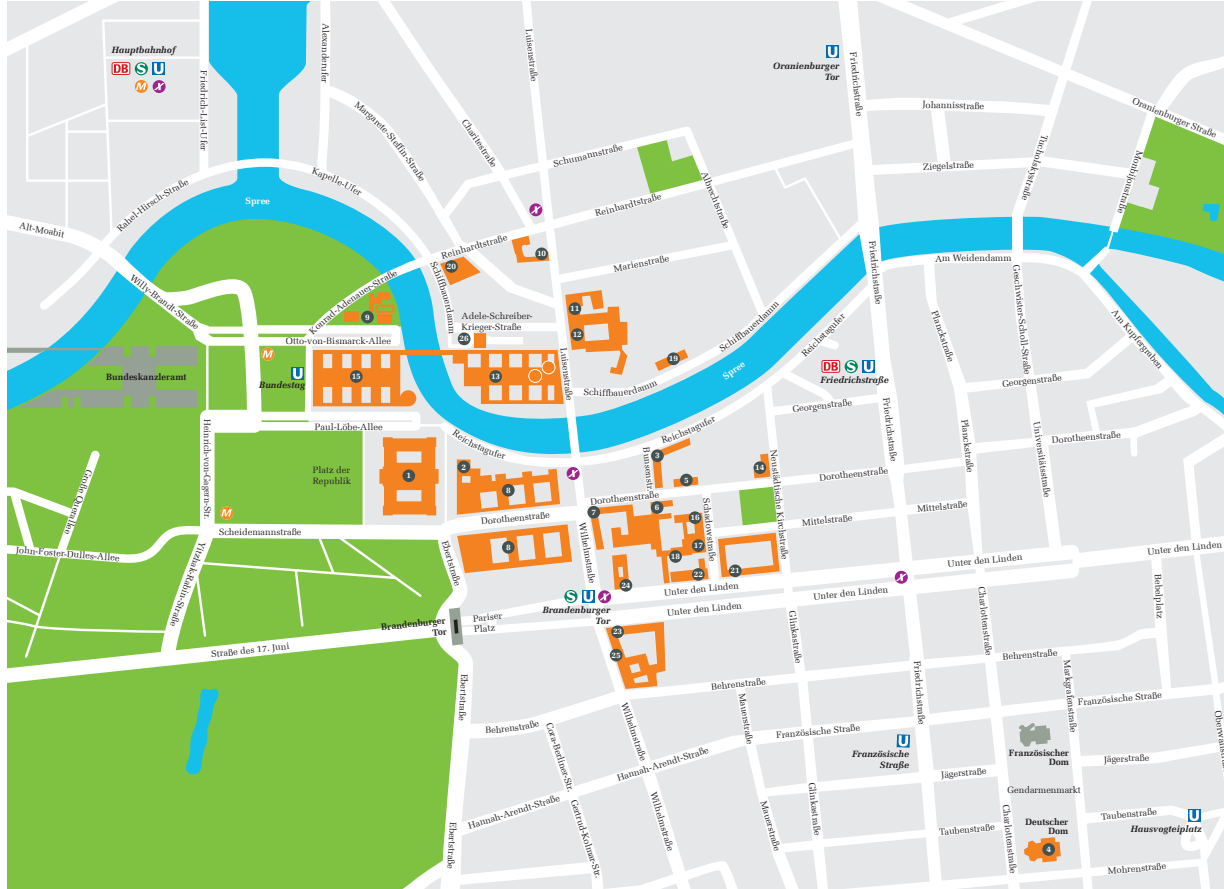 Hauptbahnhof
DB S U
M X
Friedrich-List-Ufer
Alexanderufer
Margarete-Steffin-Straße
Charitéstraße
Luisenstraße
U
Oranienburger
Tor
Friedrichstraße
Johannisstraße
Oranienburger Straße
Tucholskystraße
Monbijoustraße
Ziegelstraße
Schumannstraße
Albrechtstraße
Reinhardtstraße
X
Kapelle-Ufer
Rahel-Hirsch-Straße
Spree
Alt-Moabit
Willy-Brandt-Straße
Konrad-Adenauer-Straße
Reinhardtstraße
Schiffbauerdamm
20
10
Marienstraße
Friedrichstraße
Am Weidendamm
Geschwister-Scholl-Straße
Am Kupfergraben
Planckstraße
9
Otto-von-Bismarck-Allee
Adele-Schreiber-
Krieger-Straße
26
11
12
19
Schiffbauerdamm
Reichstagufer
Spree
M
U
Bundestag
Bundeskanzleramt
15
13
Luisenstraße
Schiffbauerdamm
DB S U
Friedrichstraße
Georgenstraße
Georgenstraße
Friedrichstraße
Planckstraße
Universitätsstraße
Dorotheenstraße
Heinrich-von-Gagern-Str.
Paul-Löbe-Allee
Reichstagufer
Reichstagufer
Platz der
Republik
1
2
8
X
3
Bunsenstr.
5
14
Neustädtische Kirchstraße
Dorotheenstraße
Große Querallee
M
Scheidemannstraße
Dorotheenstraße
Dorotheenstraße
7
6
16
17
18
Schadowstraße
Mittelstraße
Mittelstraße
John-Foster-Dulles-Allee
Yitzhak-Rabin-Straße
Ebertstraße
8
Wilhelmstraße
24
22
21
Unter den Linden
Unter den Linden
Unter den Linden
Unter den Linden
Unter den Linden
X
S U X
Brandenburger
Tor
Brandenburger
Tor
Pariser
Platz
Straße des 17. Juni
23
25
Glinkastraße
Charlottenstraße
Bebelplatz
Behrenstraße
Behrenstraße
Behrenstraße
Ebertstraße
Wilhelmstraße
Mauerstraße
Friedrichstraße
Markgrafenstraße
Französische Straße
Französische Straße
Cora-Berliner-Str.
Hannah-Arendt-Straße
Hannah-Arendt-Straße
Gertrud-Kolmar-Str.
Wilhelmstraße
Mauerstraße
Glinkastraße
U
Französische
Straße
Französischer
Dom
Jägerstraße
Jägerstraße
Gendarmenmarkt
Taubenstraße
Taubenstraße
Charlottenstraße
Deutscher
Dom
4
U
Hausvogteiplatz
Mohrenstraße
Ebertstraße